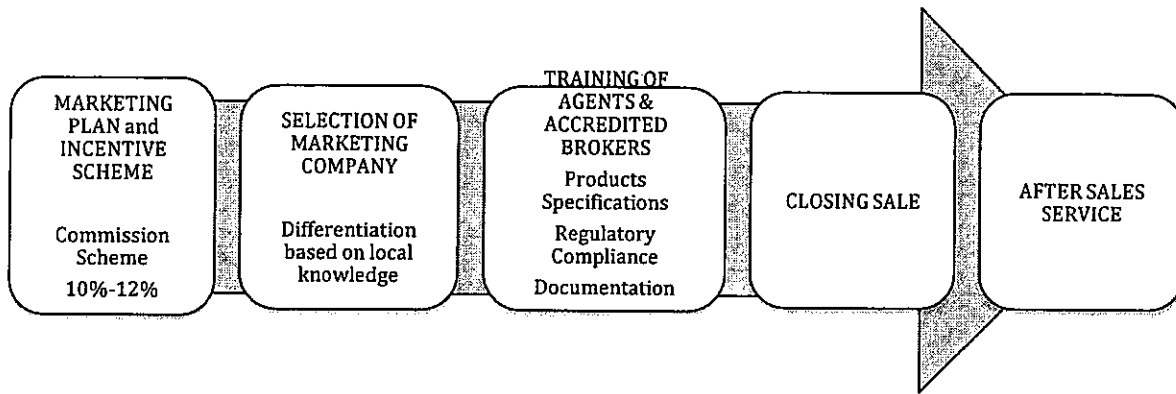 MARKETING
PLAN and
INCENTIVE
SCHEME
Commission
Scheme
10%-12%
SELECTION OF
MARKETING
COMPANY
Differentiation
based on local
knowledge
TRAINING OF
AGENTS &
ACCREDITED
BROKERS
Products
Specifications
Regulatory
Compliance
Documentation
CLOSING SALE
AFTER SALES
SERVICE